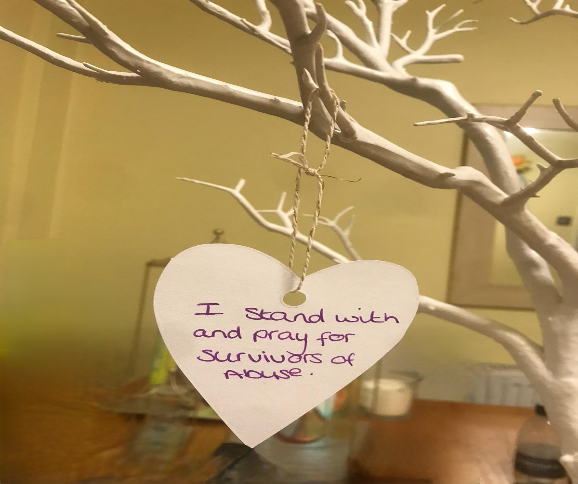 I stand with
and pray for
survivors of
Abuse.